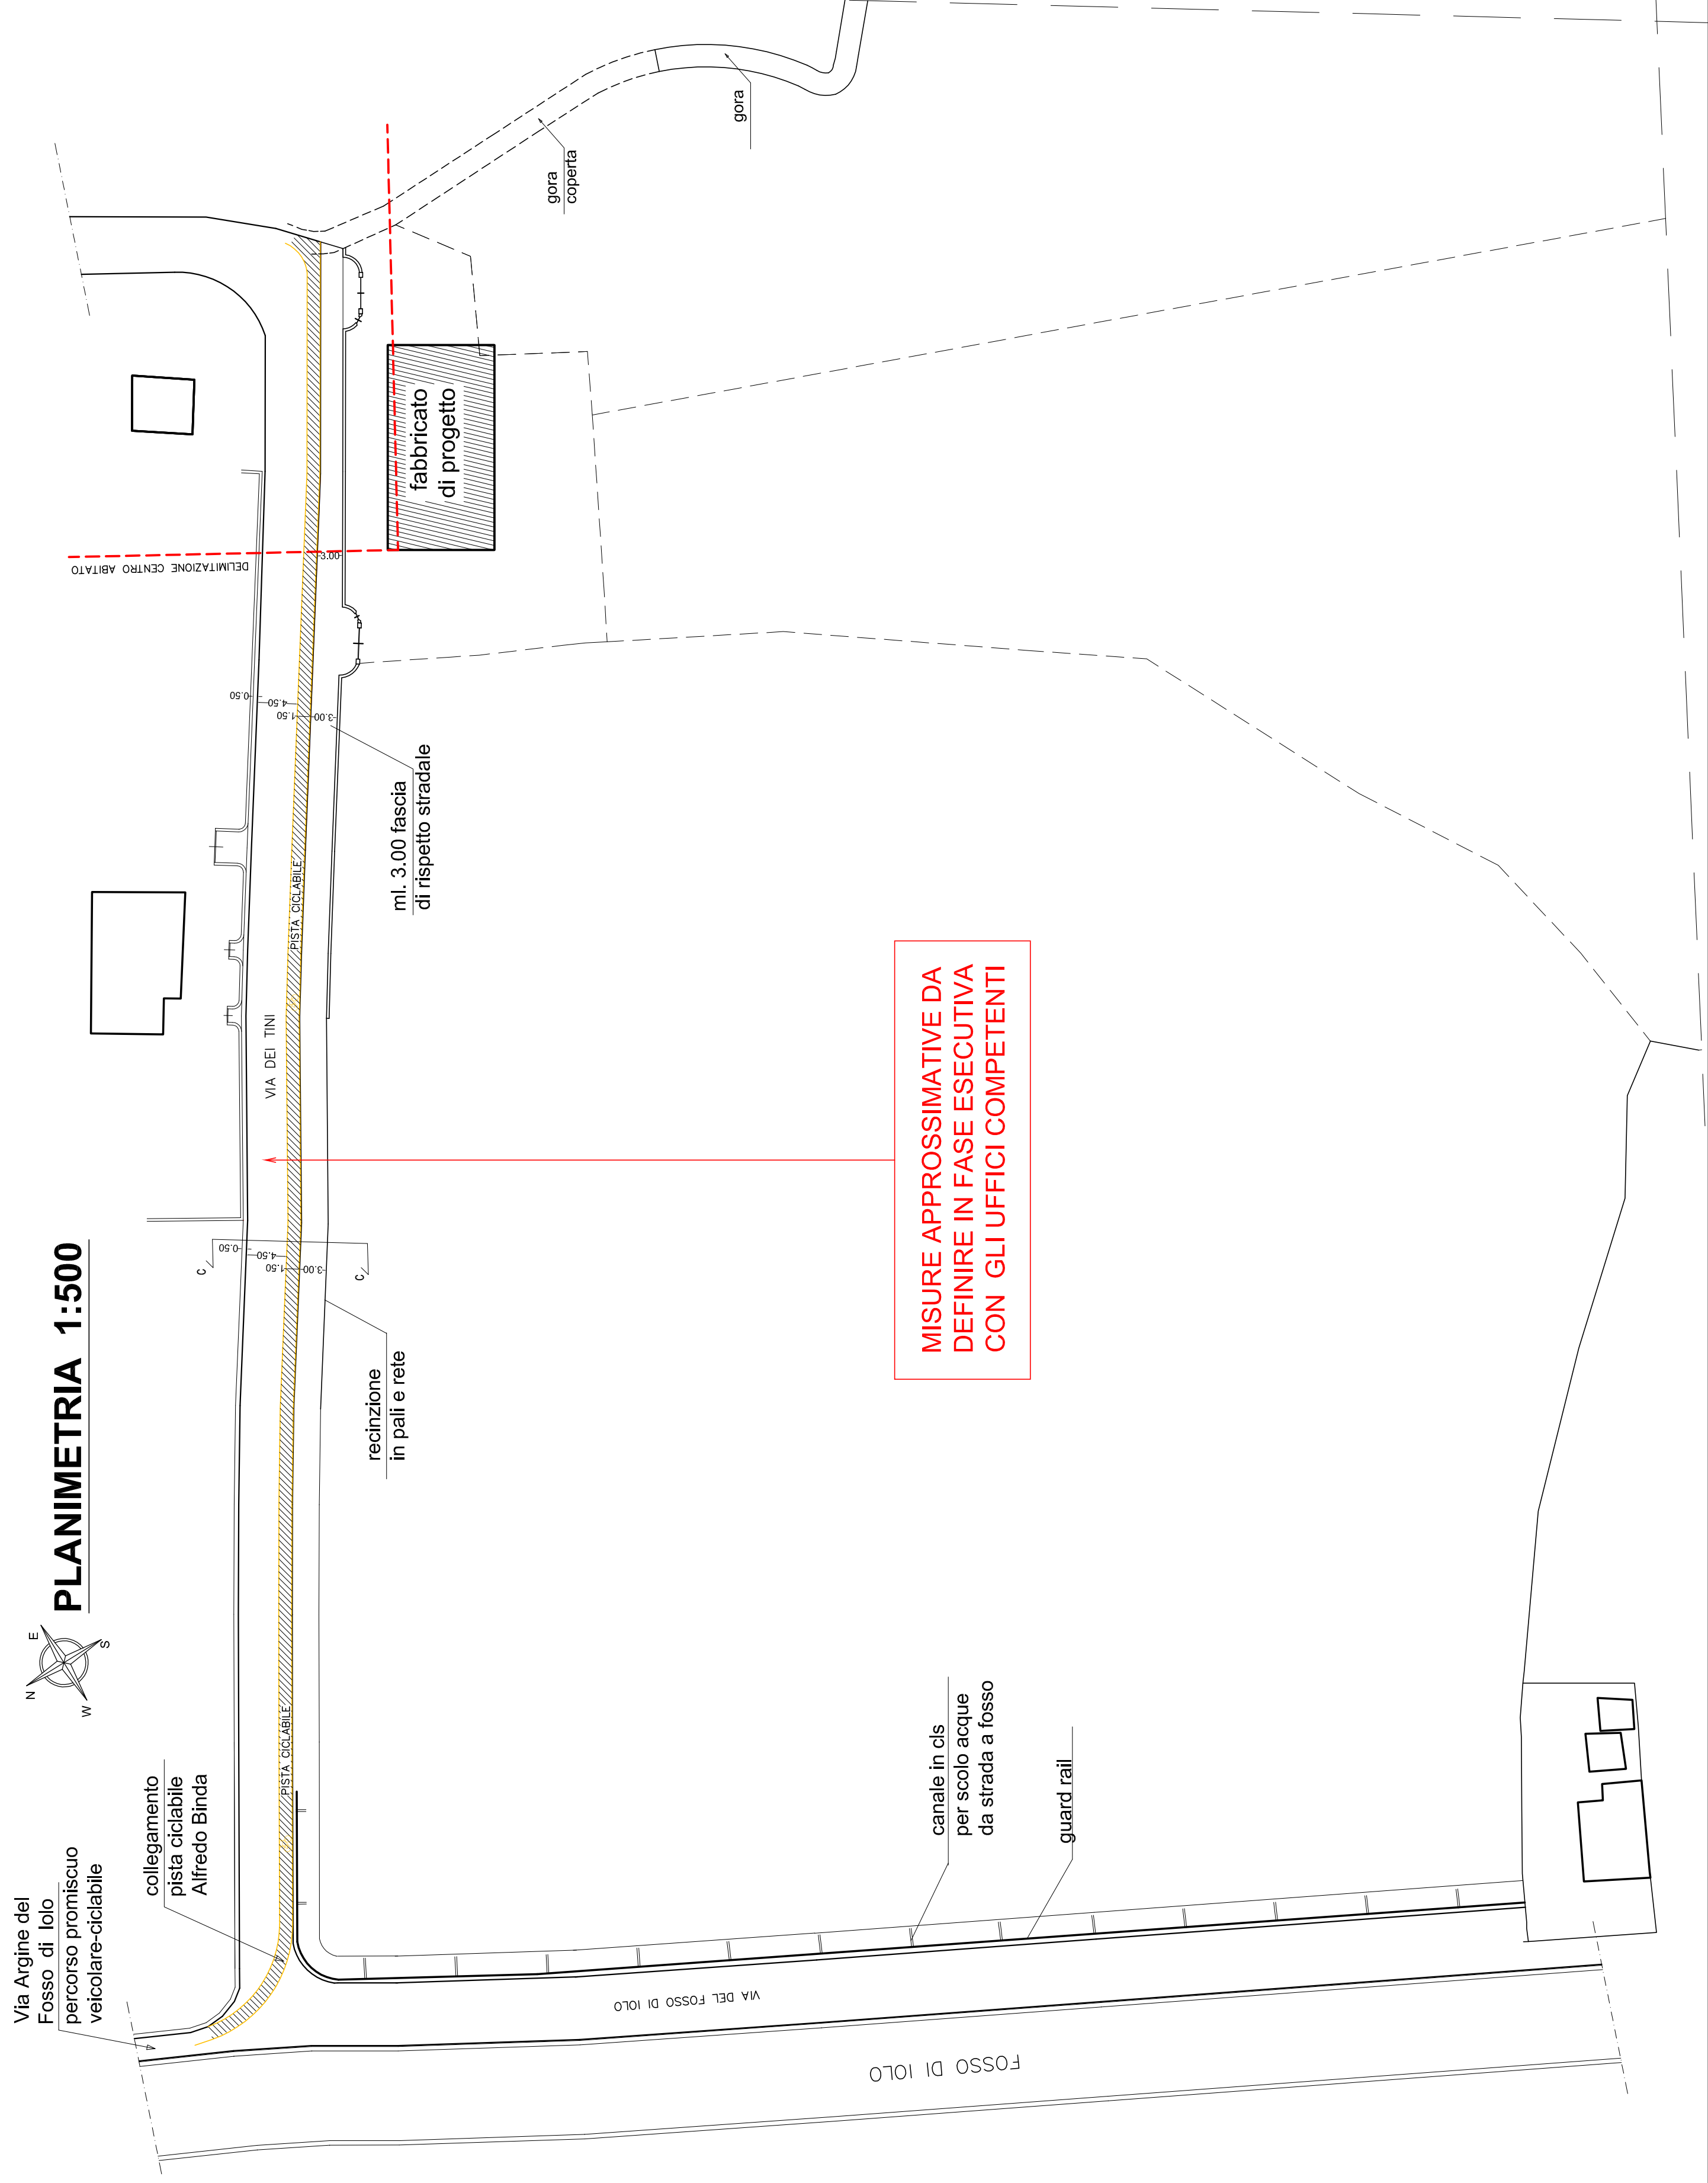 PLANIMETRIA 1:500
N
E
S
W
Via Argine del
Fosso di Iolo
percorso promiscuo
veicolare-ciclabile
collegamento
pista ciclabile
Alfredo Binda
PISTA CICLABILE
VIA DEI TINI
PISTA CICLABILE
C
C
0.50
4.50
1.50
3.00
recinzione
in pali e rete
0.50
4.50
1.50
3.00
ml. 3.00 fascia
di rispetto stradale
DELIMITAZIONE CENTRO ABITATO
3.00
fabbricato
di progetto
gora
coperta
gora
MISURE APPROSSIMATIVE DA
DEFINIRE IN FASE ESECUTIVA
CON GLI UFFICI COMPETENTI
canale in cls
per scolo acque
da strada a fosso
guard rail
VIA DEL FOSSO DI IOLO
FOSSO DI IOLO